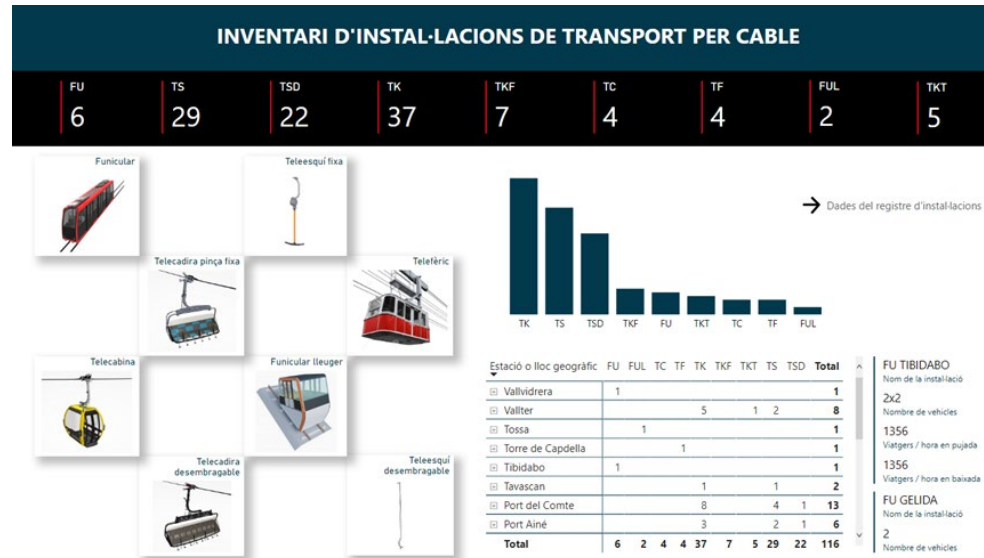 INVENTARI D'INSTAL·LACIONS DE TRANSPORT PER CABLE
FU TS TSD TK TKF TC TF FUL TKT
6 29 22 37 7 4 4 2 5
Funicular
Teleesquí fixa
Telecadira pinça fixa
Telefèric
Telecabina
Funicular lleuger
Telecadira
desembragable
Teleesquí
desembragable
Dades del registre d'instal·lacions
TK TS TSD TKF FU TKT TC TF FUL
Estació o lloc geogràfic FU FUL TC TF TK TKF TKT TS TSD Total
Vallvidrera 1 1
Vallter 5 1 2 8
Tossa 1 1
Torre de Capdella 1 1
Tibidabo 1 1
Tavascan 1 1 2
Port del Comte 8 4 1 13
Port Ainé 3 2 1 6
Total 6 2 4 4 37 7 5 29 22 116
FU TIBIDABO
Nom de la instal·lació
2x2
Nombre de vehicles
1356
Viatgers / hora en pujada
1356
Viatgers / hora en baixada
FU GELIDA
Nom de la instal·lació
2
Nombre de vehicles